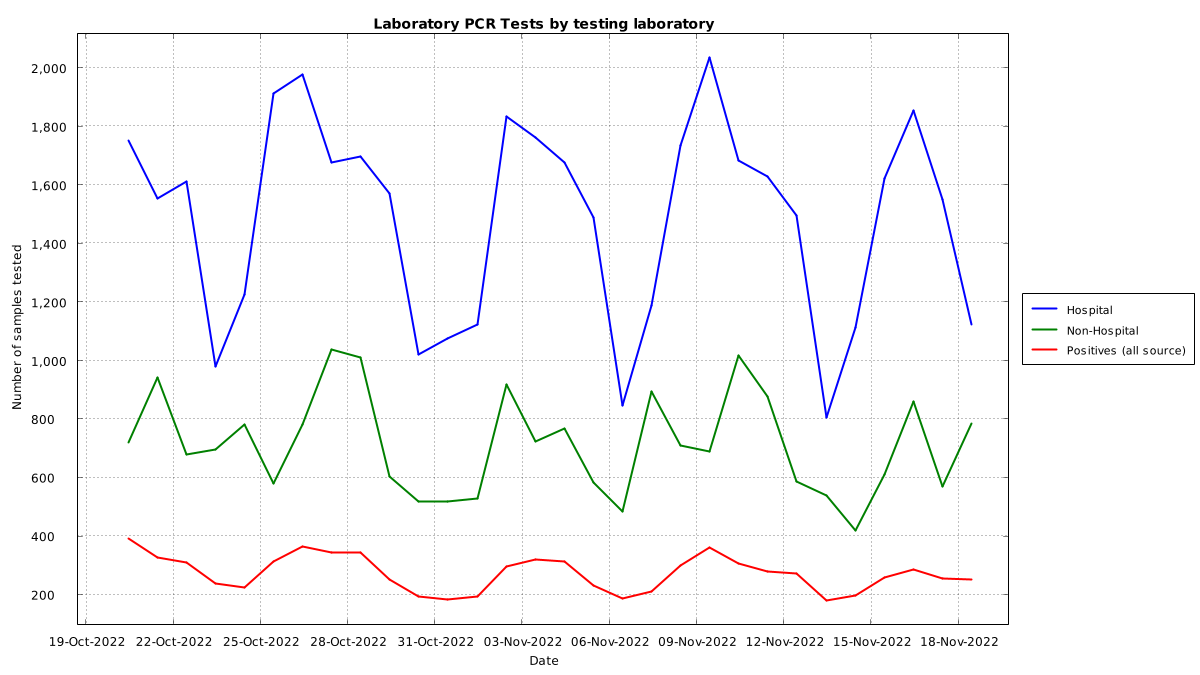 Laboratory PCR Tests by testing laboratory
2,000
1,800
1,600
1,400
1,200
1,000
800
600
400
200
Number of samples tested
19-Oct-2022 22-Oct-2022 25-Oct-2022 28-Oct-2022 31-Oct-2022 03-Nov-2022 06-Nov-2022 09-Nov-2022 12-Nov-2022 15-Nov-2022 18-Nov-2022
Date
Hospital
Non-Hospital
Positives (all source)